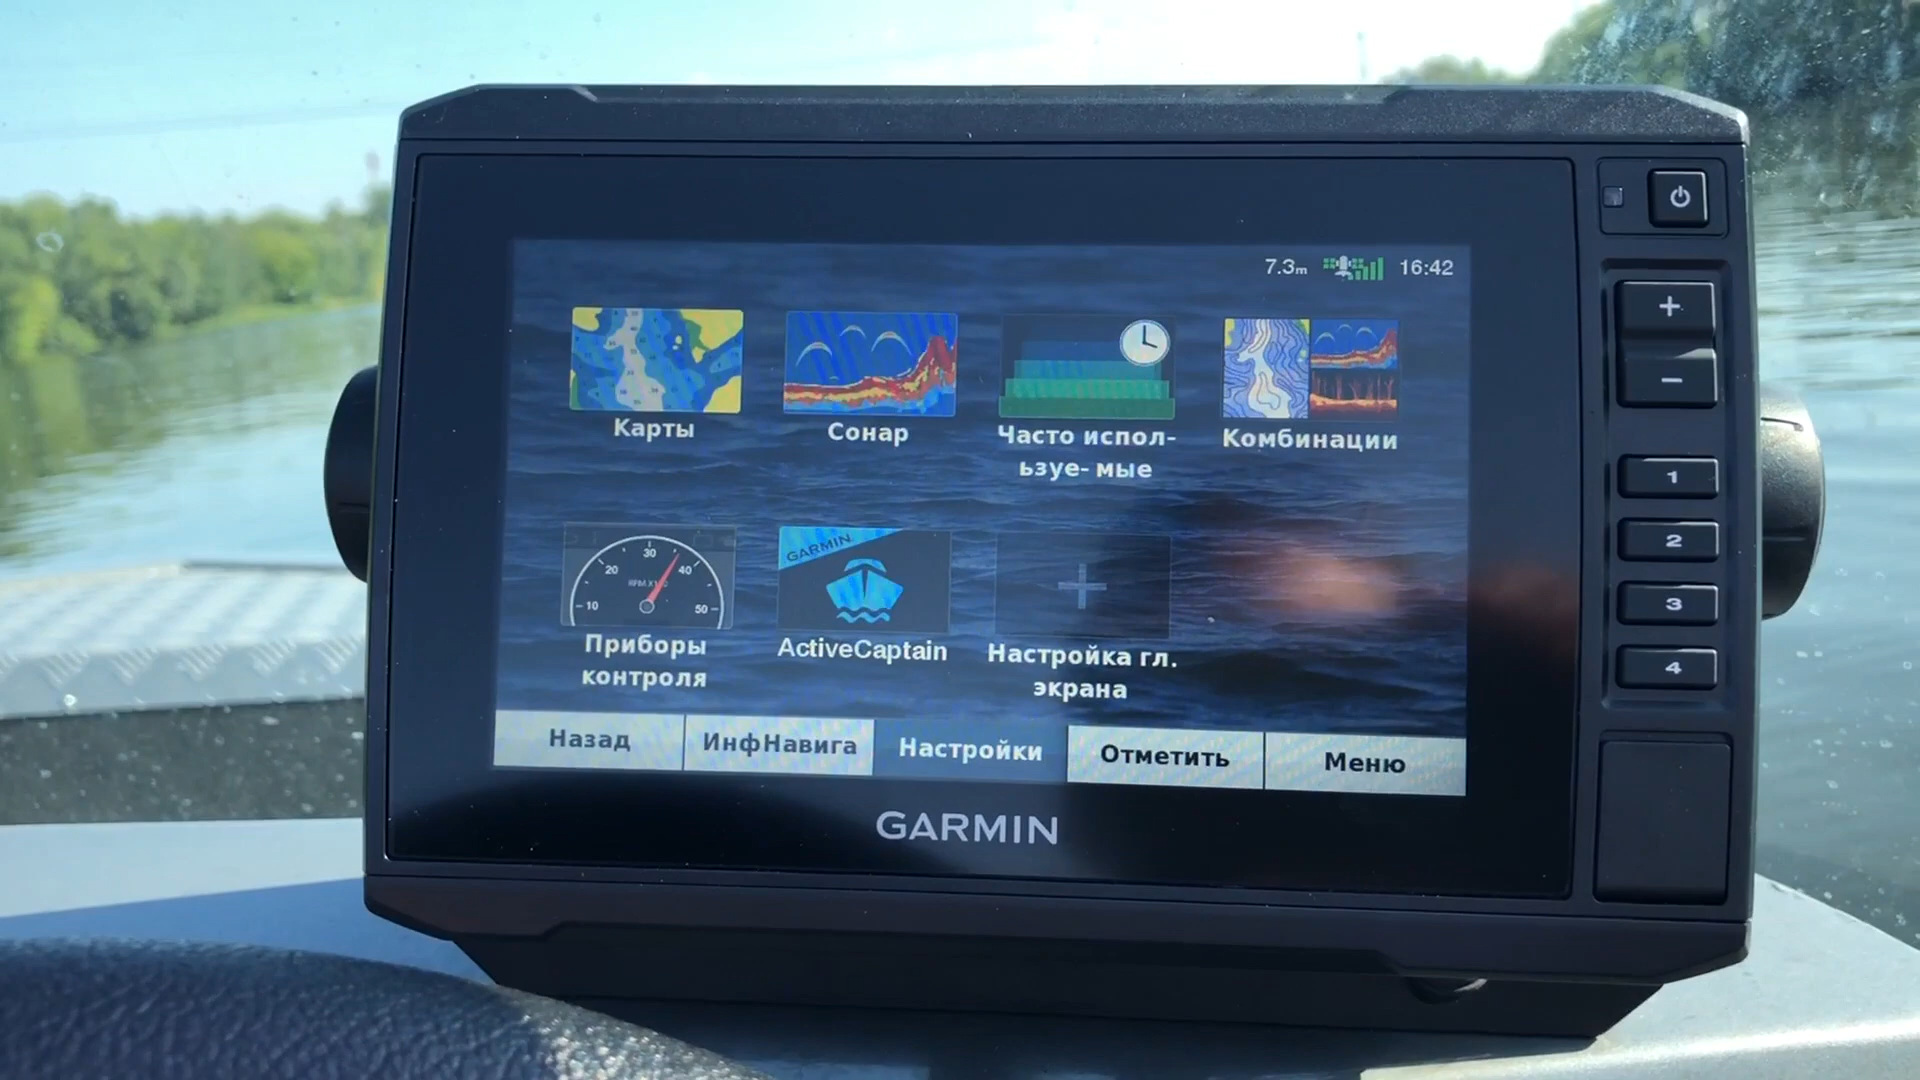 7.3m 16:42
Карты
Сонар
Часто испол-
ьзуе- мые
Комбинации
10 20 30 40 50
GARMIN
Приборы
контроля
ActiveCaptain
Настройка гл.
экрана
Назад
ИнфНавига
Настройки
Отметить
Меню
GARMIN
+
−
1
2
3
4